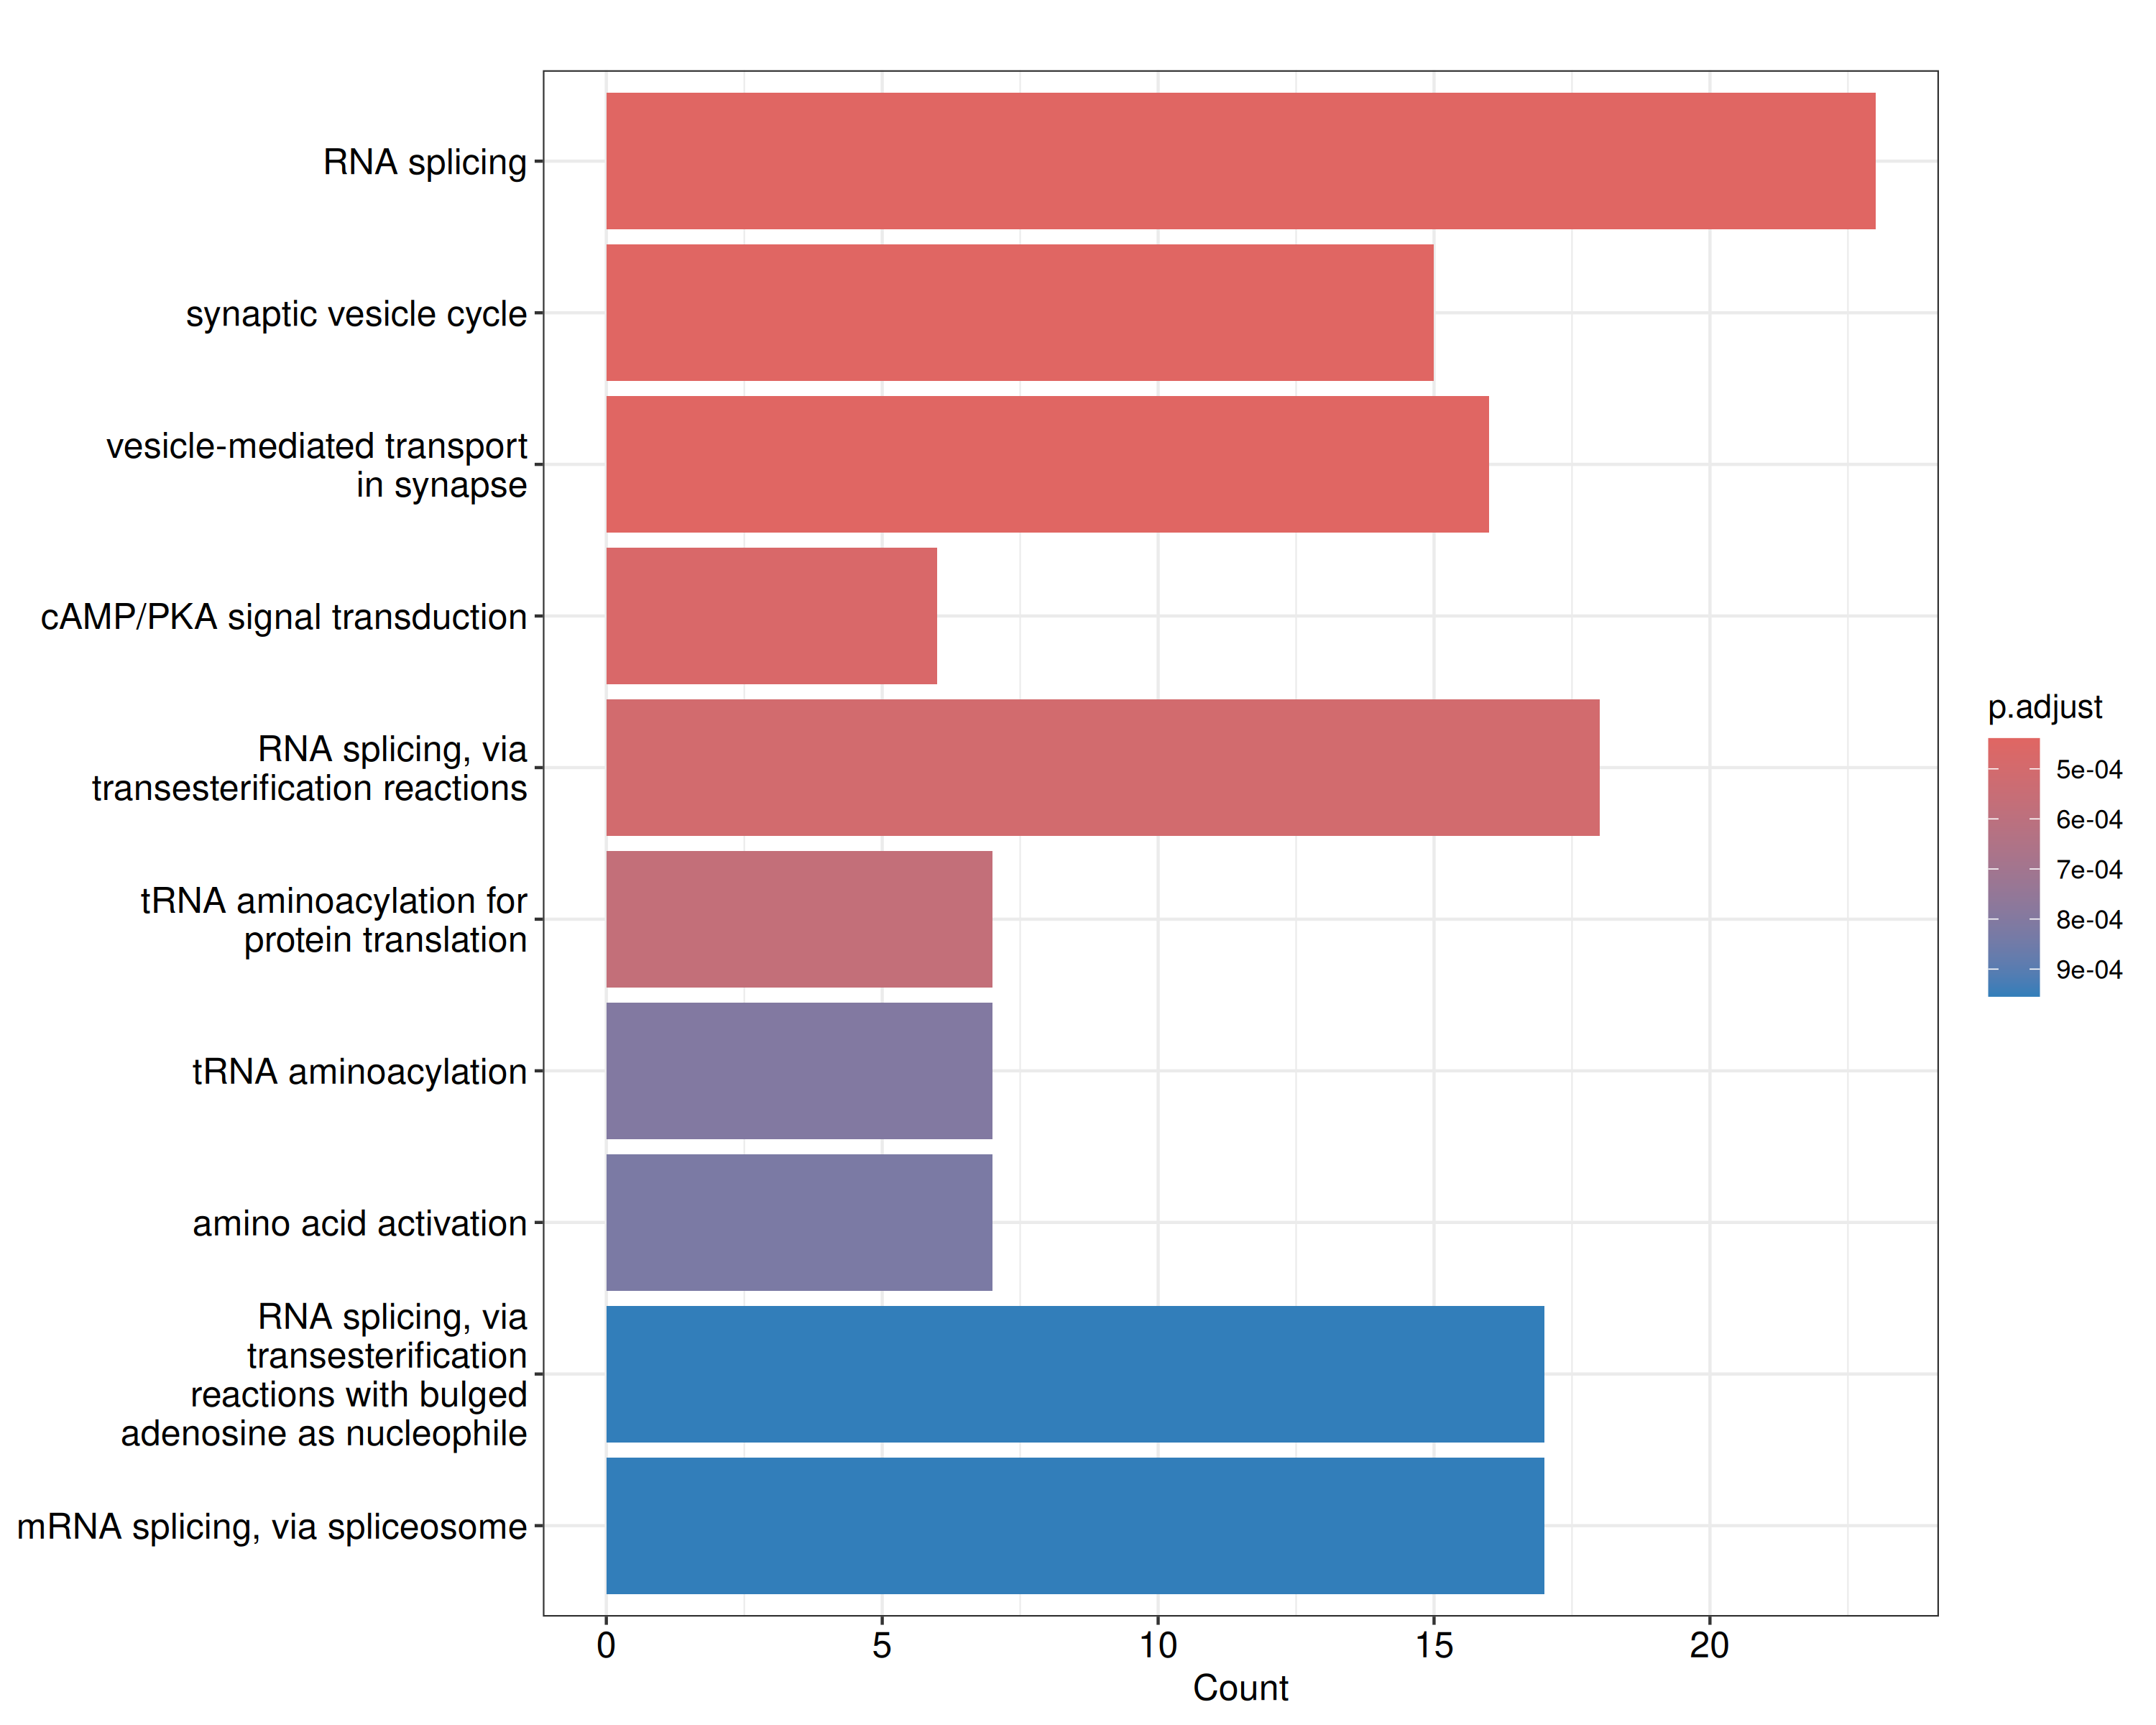 RNA splicing
synaptic vesicle cycle
vesicle-mediated transport
in synapse
cAMP/PKA signal transduction
RNA splicing, via
transesterification reactions
tRNA aminoacylation for
protein translation
tRNA aminoacylation
amino acid activation
RNA splicing, via
transesterification
reactions with bulged
adenosine as nucleophile
mRNA splicing, via spliceosome
0 5 10 15 20
Count
p.adjust
5e-04
6e-04
7e-04
8e-04
9e-04